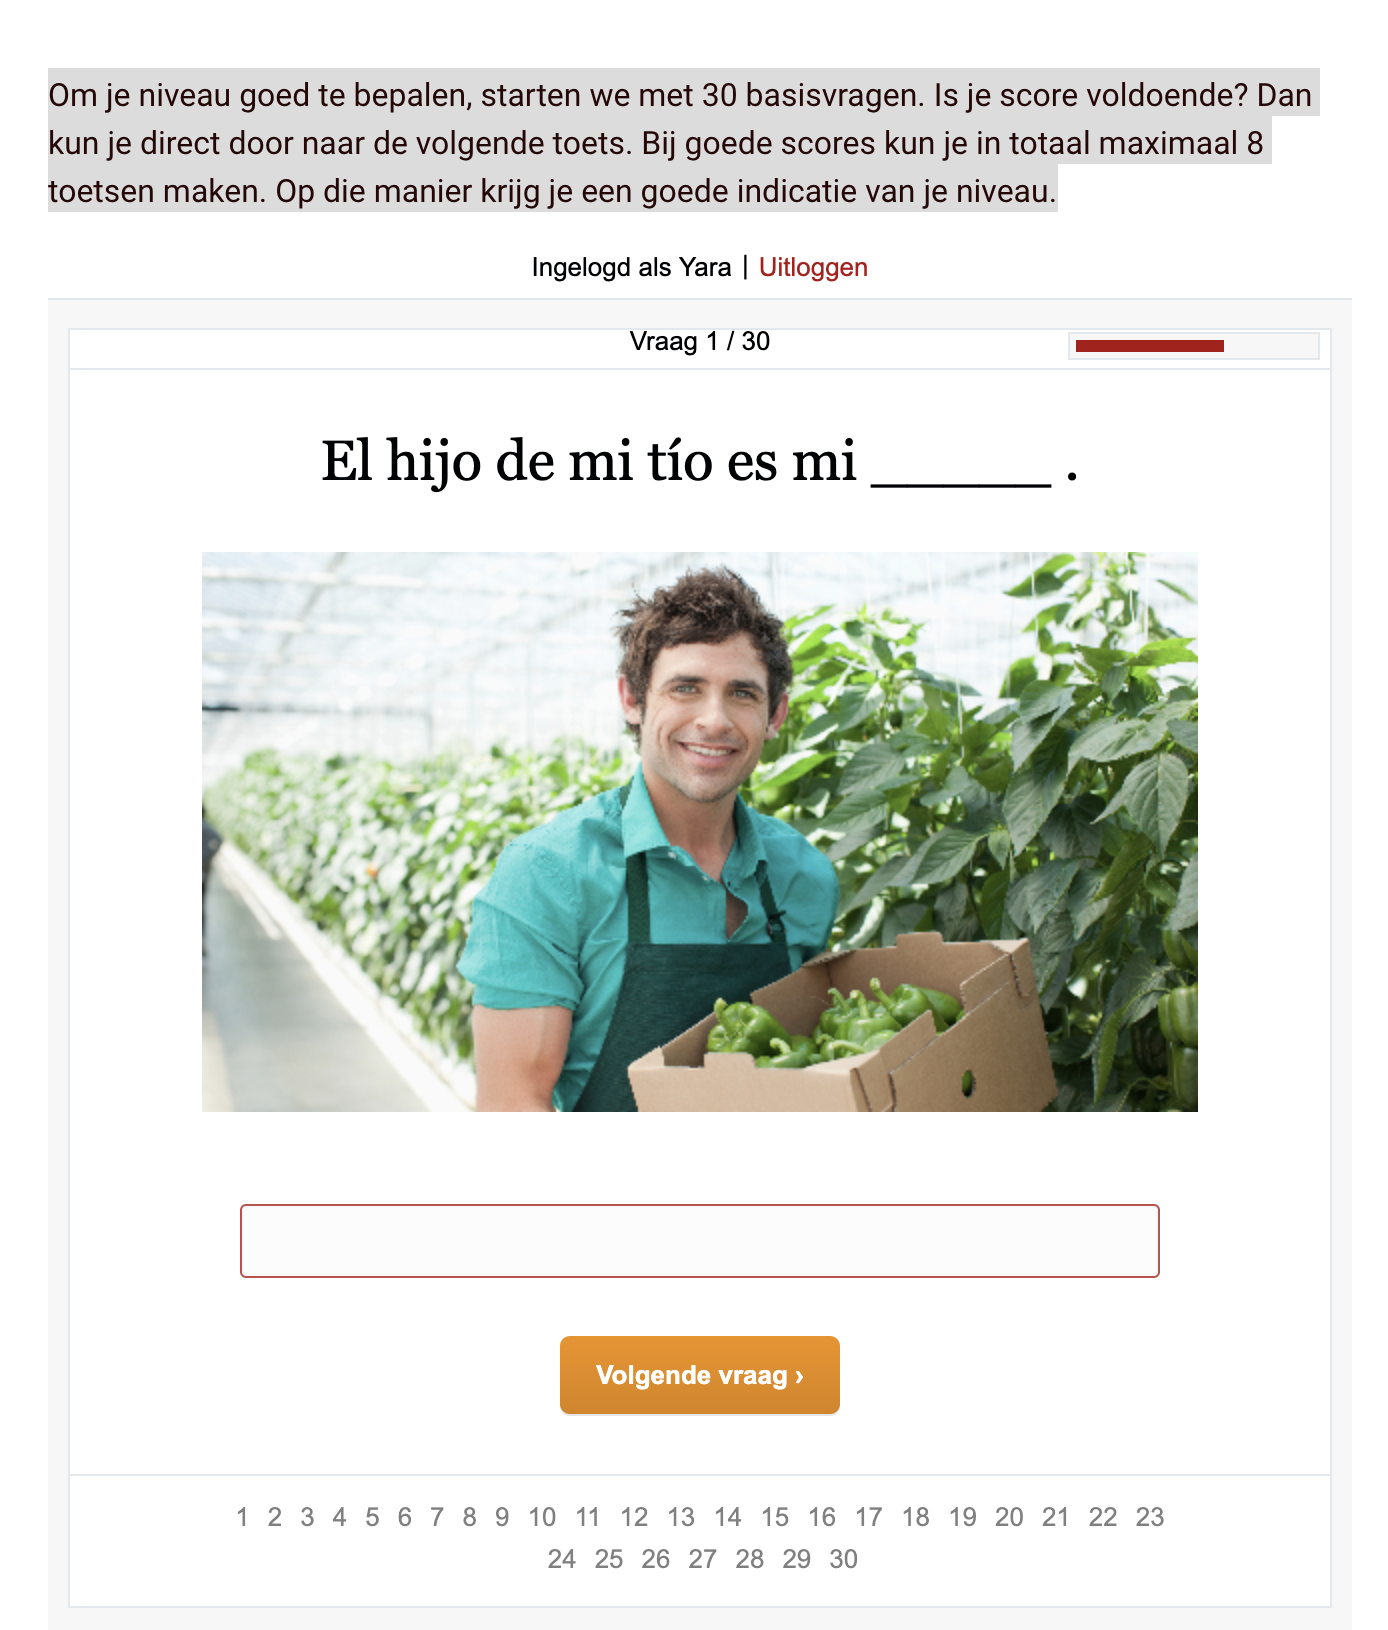 Om je niveau goed te bepalen, starten we met 30 basisvragen. Is je score voldoende? Dan
kun je direct door naar de volgende toets. Bij goede scores kun je in totaal maximaal 8
toetsen maken. Op die manier krijg je een goede indicatie van je niveau.
Ingelogd als Yara | Uitloggen
Vraag 1 / 30
El hijo de mi tío es mi ______ .
Volgende vraag ›
1 2 3 4 5 6 7 8 9 10 11 12 13 14 15 16 17 18 19 20 21 22 23
24 25 26 27 28 29 30